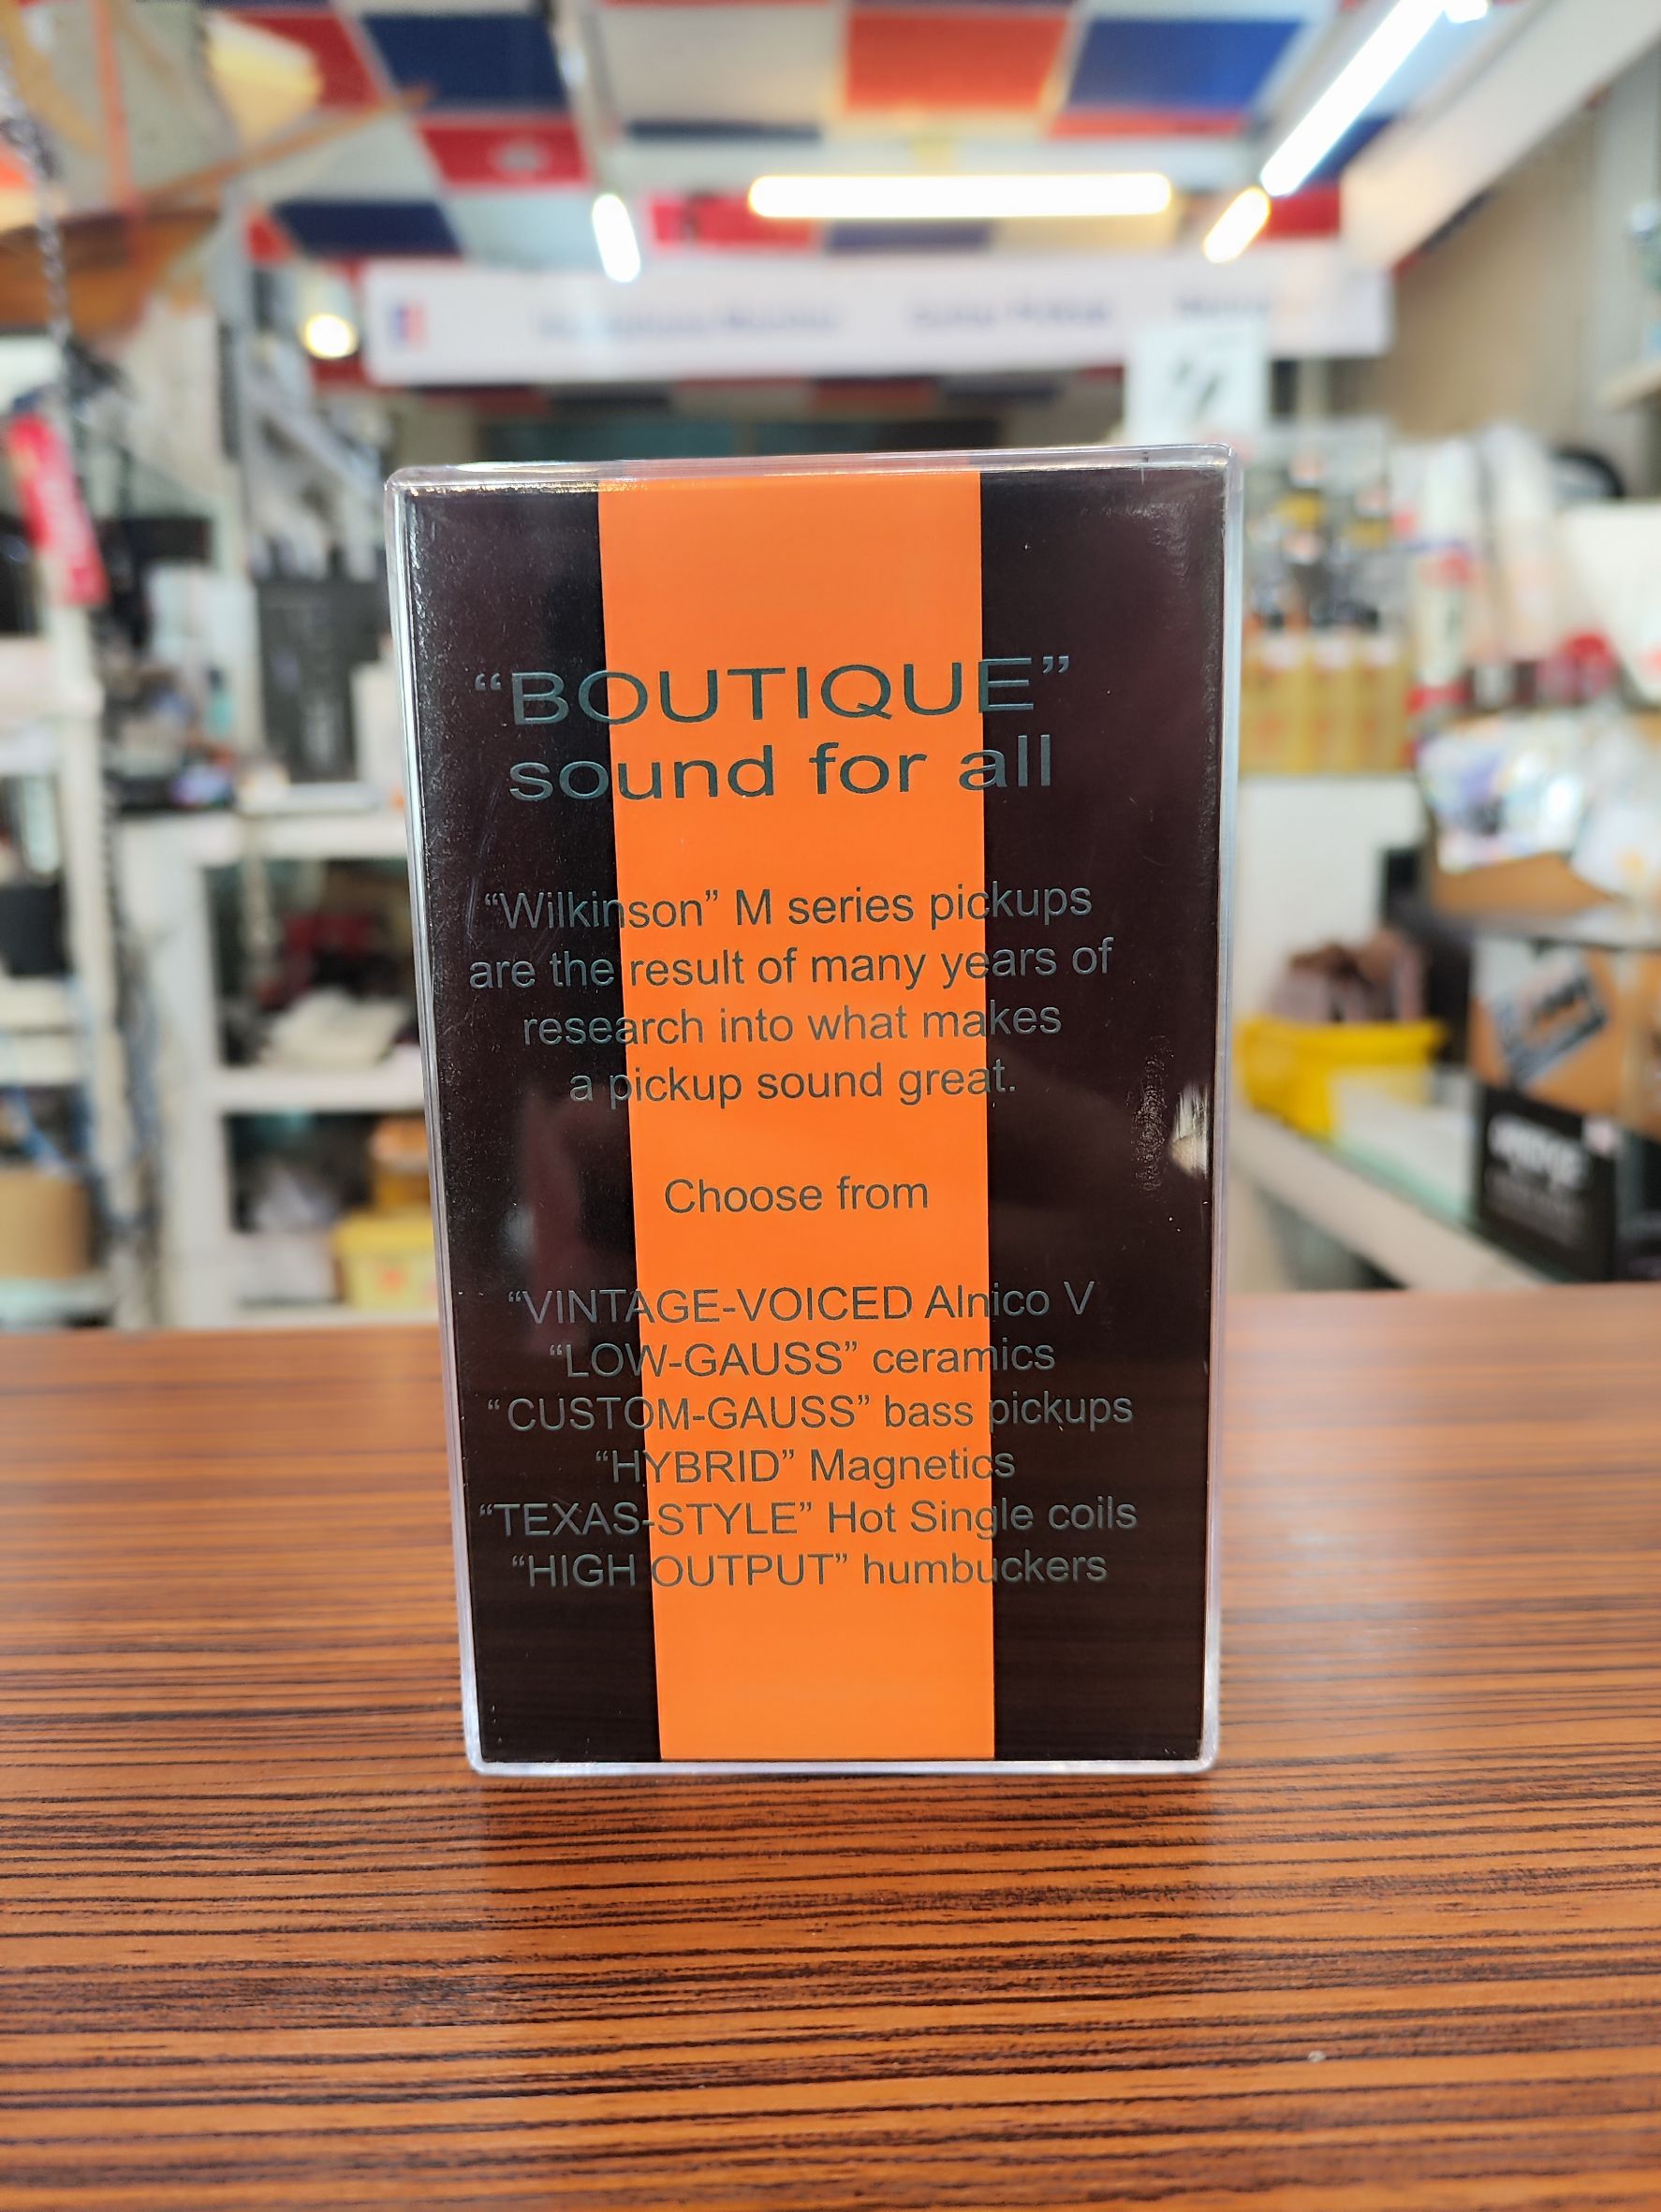 “BOUTIQUE”
sound for all
“Wilkinson” M series pickups
are the result of many years of
research into what makes
a pickup sound great.
Choose from
“VINTAGE-VOICED Alnico V
“LOW-GAUSS” ceramics
“CUSTOM-GAUSS” bass pickups
“HYBRID” Magnetics
“TEXAS-STYLE” Hot Single coils
“HIGH OUTPUT” humbuckers